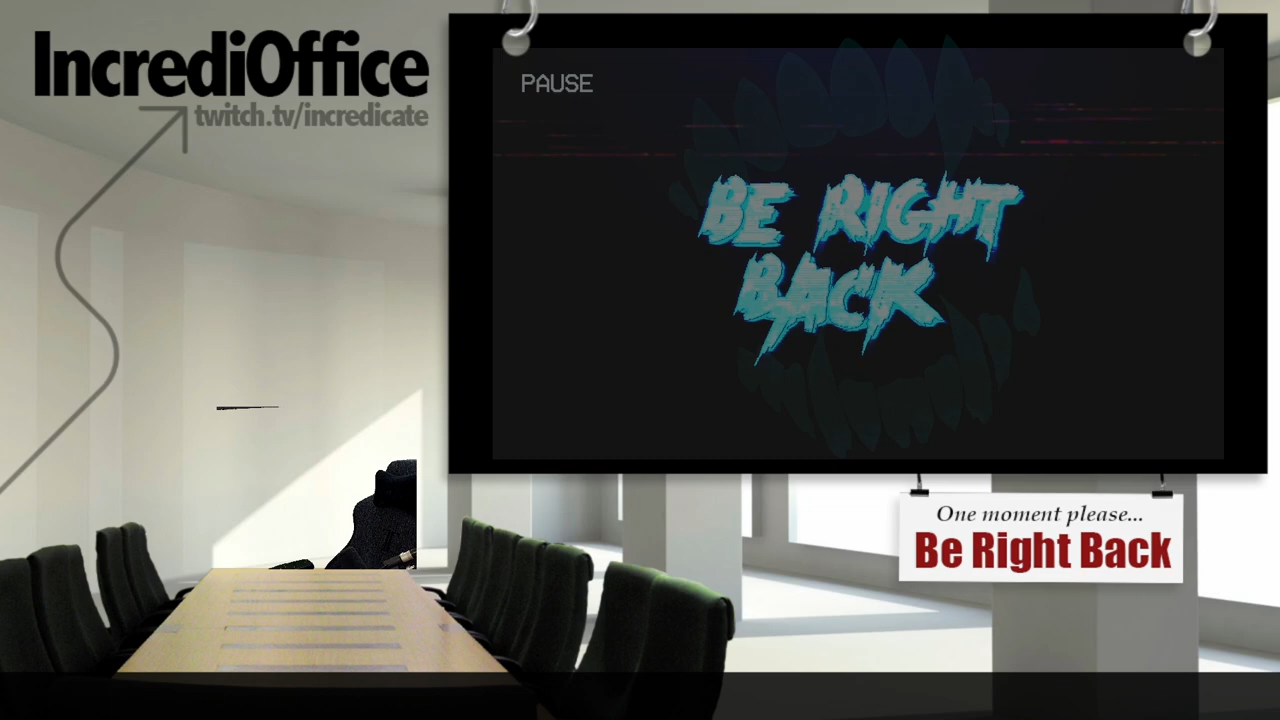 IncrediOffice
twitch.tv/incredicate
PAUSE
BE RIGHT
BACK
One moment please...
Be Right Back